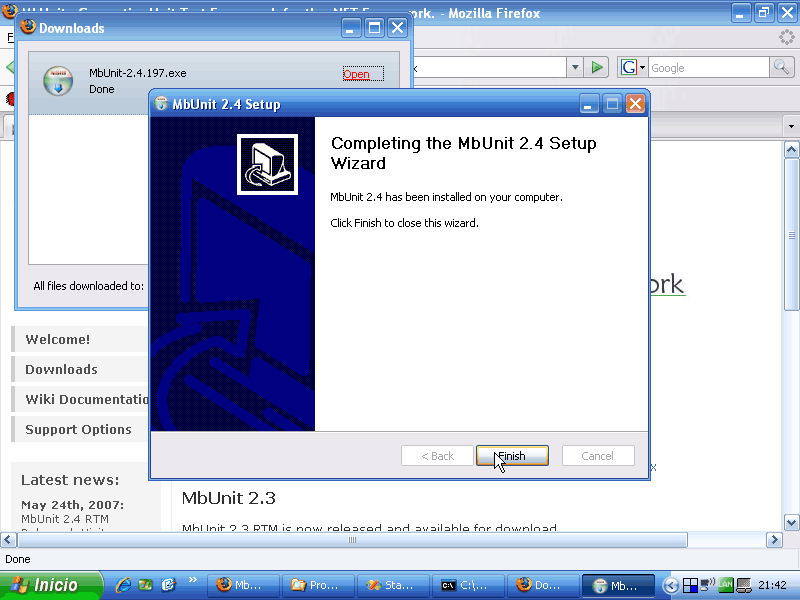 work. - Mozilla Firefox
Downloads
MbUnit-2.4.197.exe
Open
Done
Google
MbUnit 2.4 Setup
Completing the MbUnit 2.4 Setup
Wizard
MbUnit 2.4 has been installed on your computer.
Click Finish to close this wizard.
All files downloaded to:
ork
Welcome!
Downloads
Wiki Documentatio
Support Options
< Back
Finish
Cancel
Latest news:
May 24th, 2007:
MbUnit 2.4 RTM
MbUnit 2.3
MbUnit 2.3 RTM is now released and available for download
Done
Inicio
Mb...
Pro...
Sta...
C:\...
Do...
Mb...
21:42